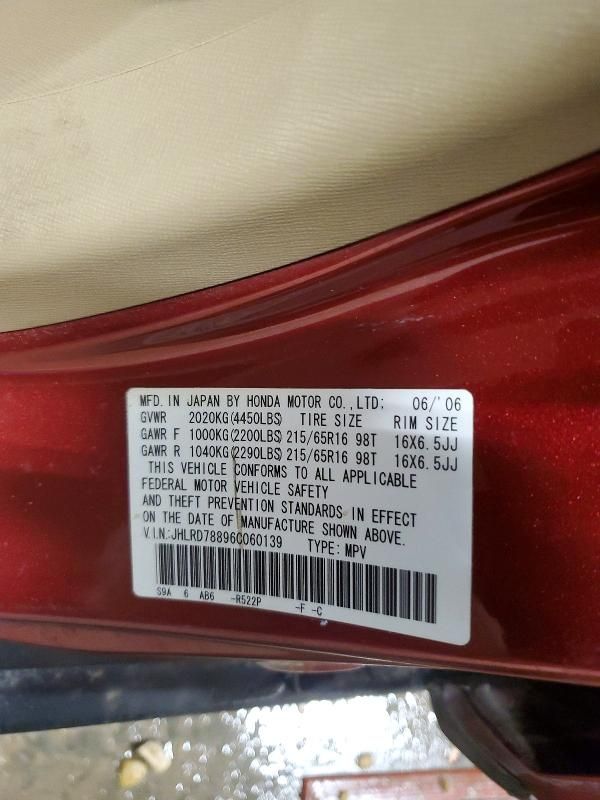 MFD. IN JAPAN BY HONDA MOTOR CO.,LTD: 06/'06
GVWR 2020KG(4450LBS) TIRE SIZE RIM SIZE
GAWR F 1000KG(2200LBS) 215/65R16 98T 16X6.5JJ
GAWR R 1040KG(2290LBS) 215/65R16 98T 16X6.5JJ
THIS VEHICLE CONFORMS TO ALL APPLICABLE
FEDERAL MOTOR VEHICLE SAFETY
AND THEFT PREVENTION STANDARDS IN EFFECT
ON THE DATE OF MANUFACTURE SHOWN ABOVE.
V.I.N.:JHLRD78896C060139 TYPE: MPV
S9A 6 AB6 -R522P -F -C